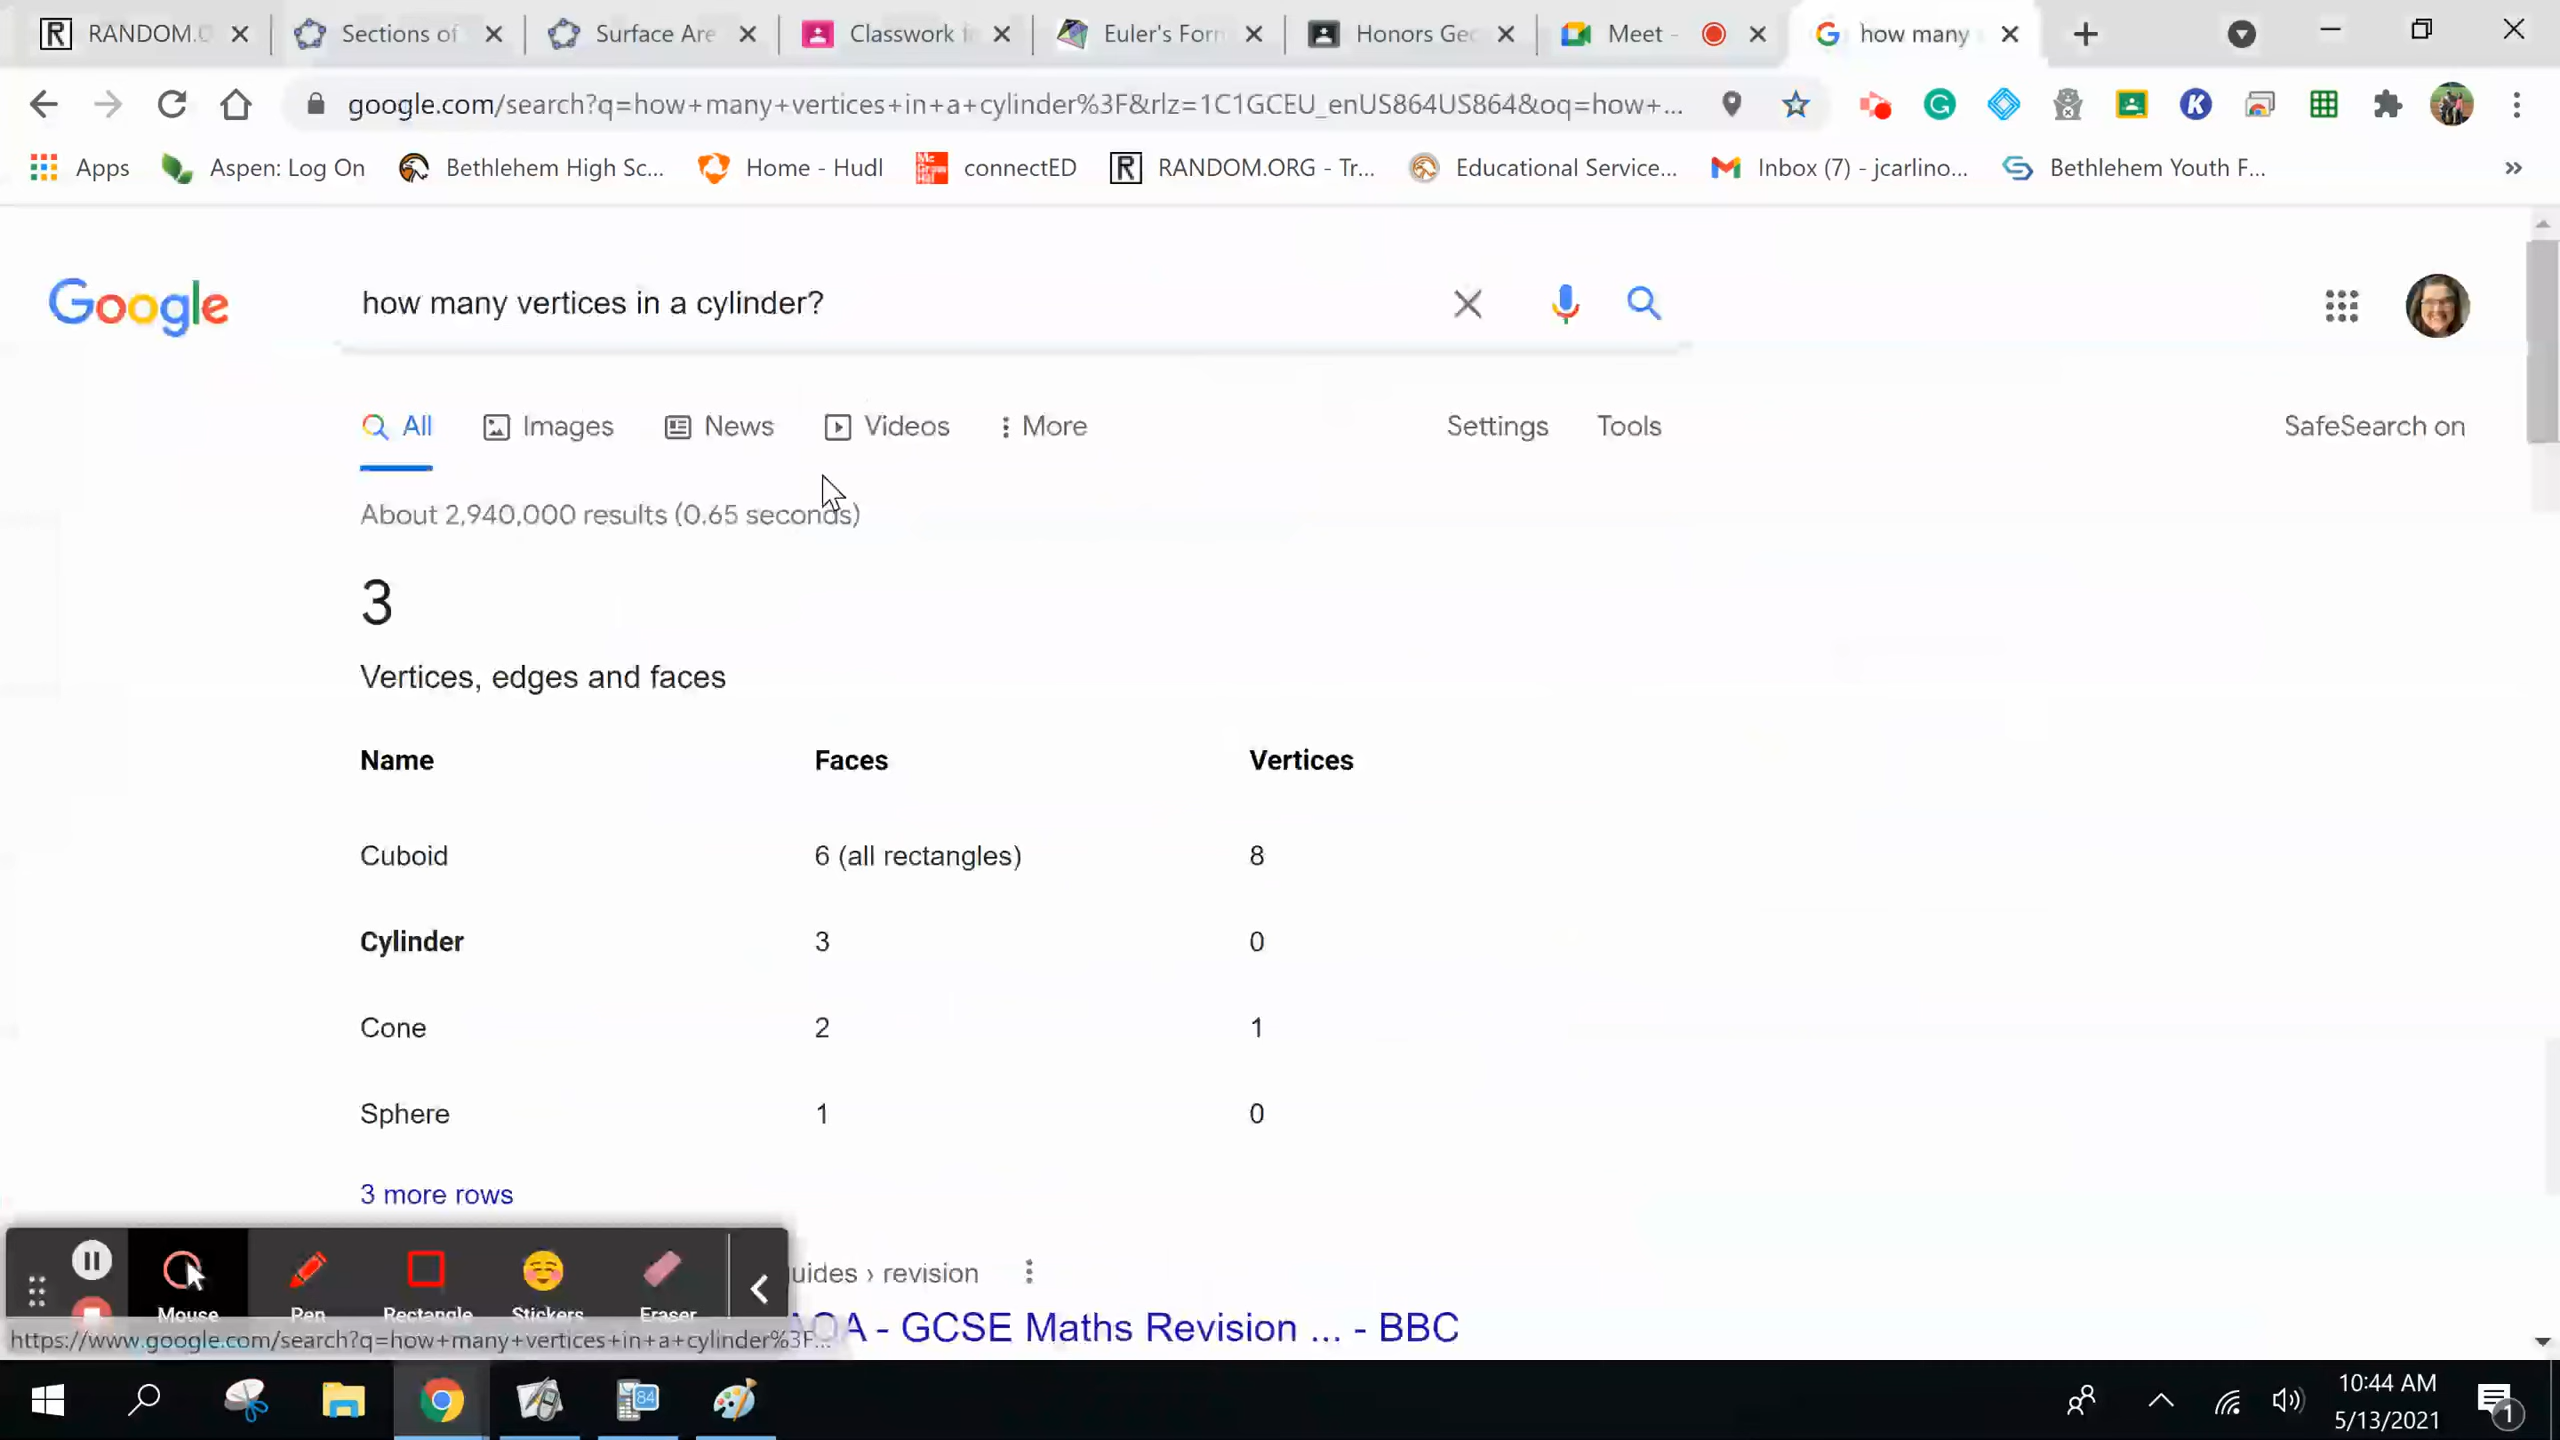 RANDOM.O
Sections of
Surface Are
Classwork f
Euler's Forn
Honors Geo
Meet -
how many
google.com/search?q=how+many+vertices+in+a+cylinder%3F&rlz=1C1GCEU_enUS864US864&oq=how+...
Apps
Aspen: Log On
Bethlehem High Sc...
Home - Hudl
connectED
RANDOM.ORG - Tr...
Educational Service...
Inbox (7) - jcarlino...
Bethlehem Youth F...
»
Google
how many vertices in a cylinder?
All
Images
News
Videos
More
Settings
Tools
SafeSearch on
About 2,940,000 results (0.65 seconds)
3
Vertices, edges and faces
Name Faces Vertices
Cuboid 6 (all rectangles) 8
Cylinder 3 0
Cone 2 1
Sphere 1 0
3 more rows
uides › revision
AQA - GCSE Maths Revision ... - BBC
Mouse
Pen
Rectangle
Stickers
Eraser
https://www.google.com/search?q=how+many+vertices+in+a+cylinder%3F...
84
10:44 AM
5/13/2021
1